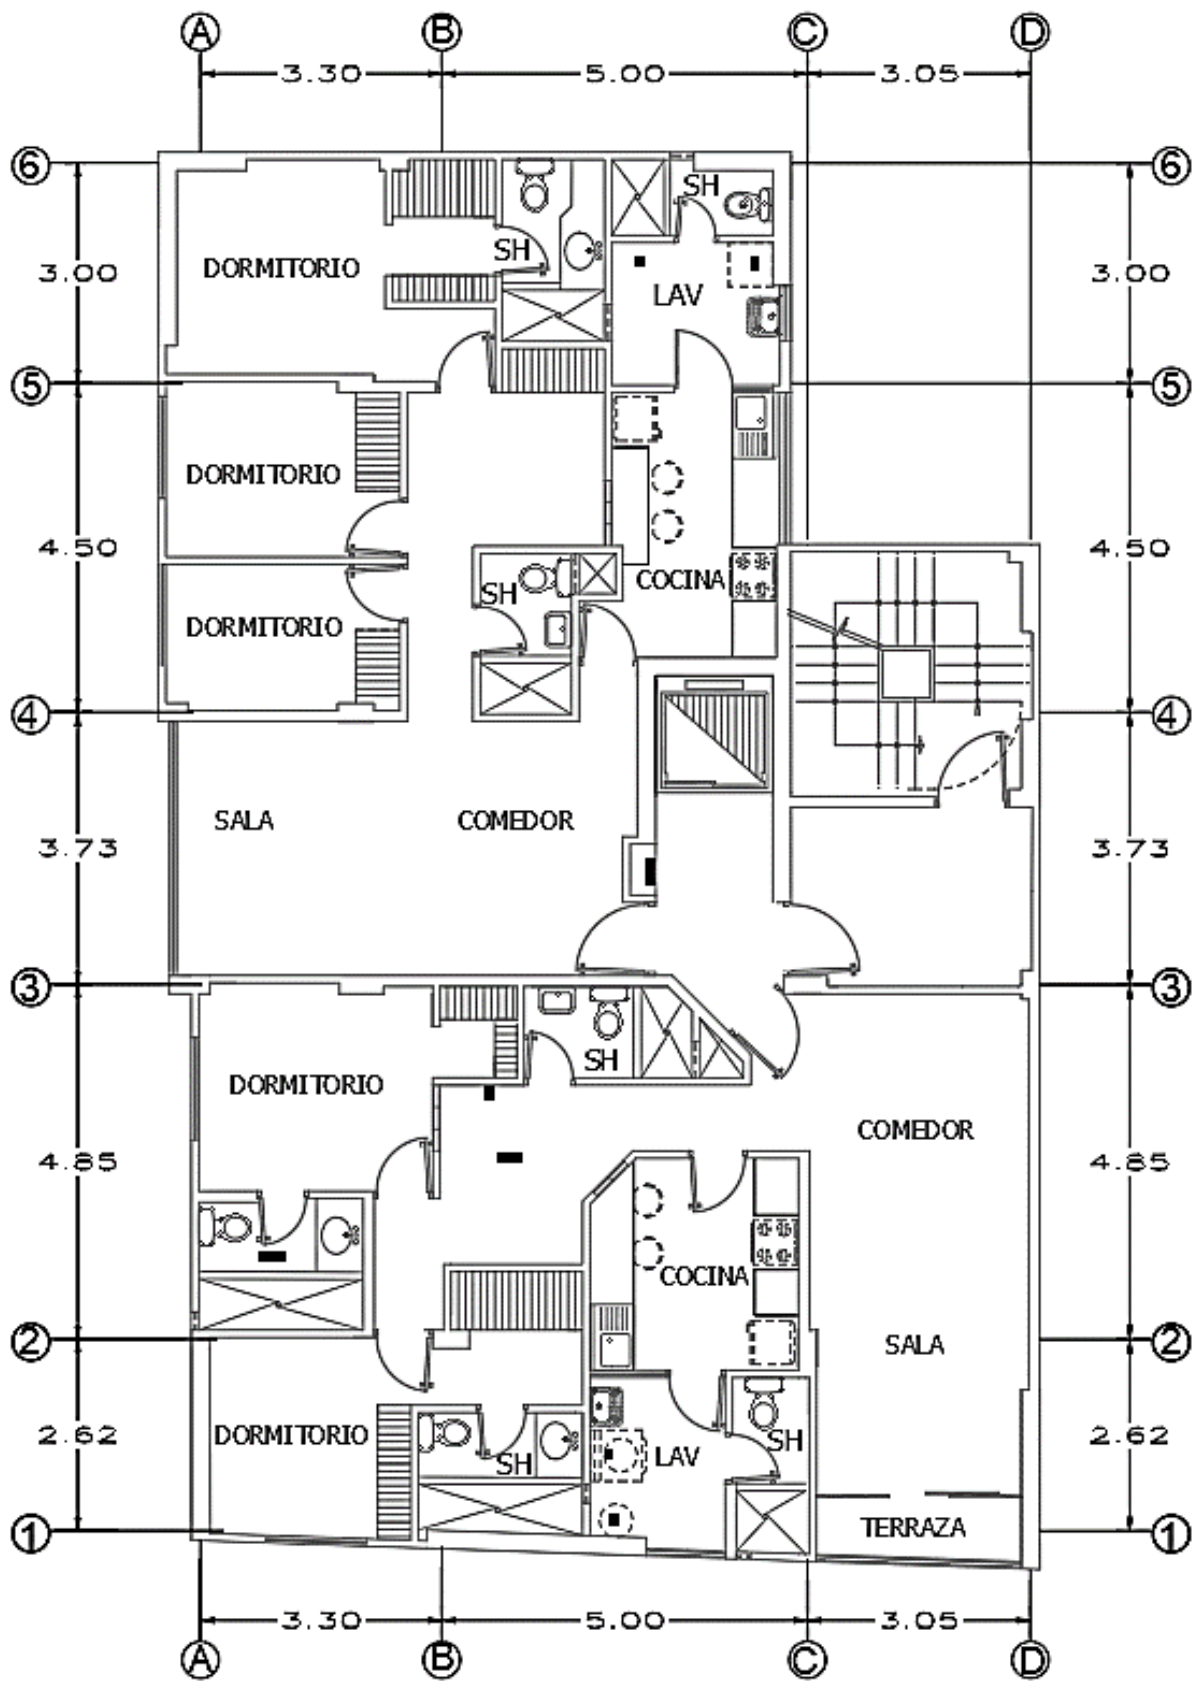 A B C D
3.30 5.00 3.05
6 6
SH
SH
3.00 DORMITORIO 3.00
LAV
5 5
DORMITORIO
4.50 4.50
COCINA
SH
DORMITORIO
4 4
SALA COMEDOR
3.73 3.73
3 3
SH
DORMITORIO
COMEDOR
4.85 4.85
COCINA
2 2
SALA
2.62 DORMITORIO SH 2.62
LAV
SH
TERRAZA
1 1
3.30 5.00 3.05
A B C D